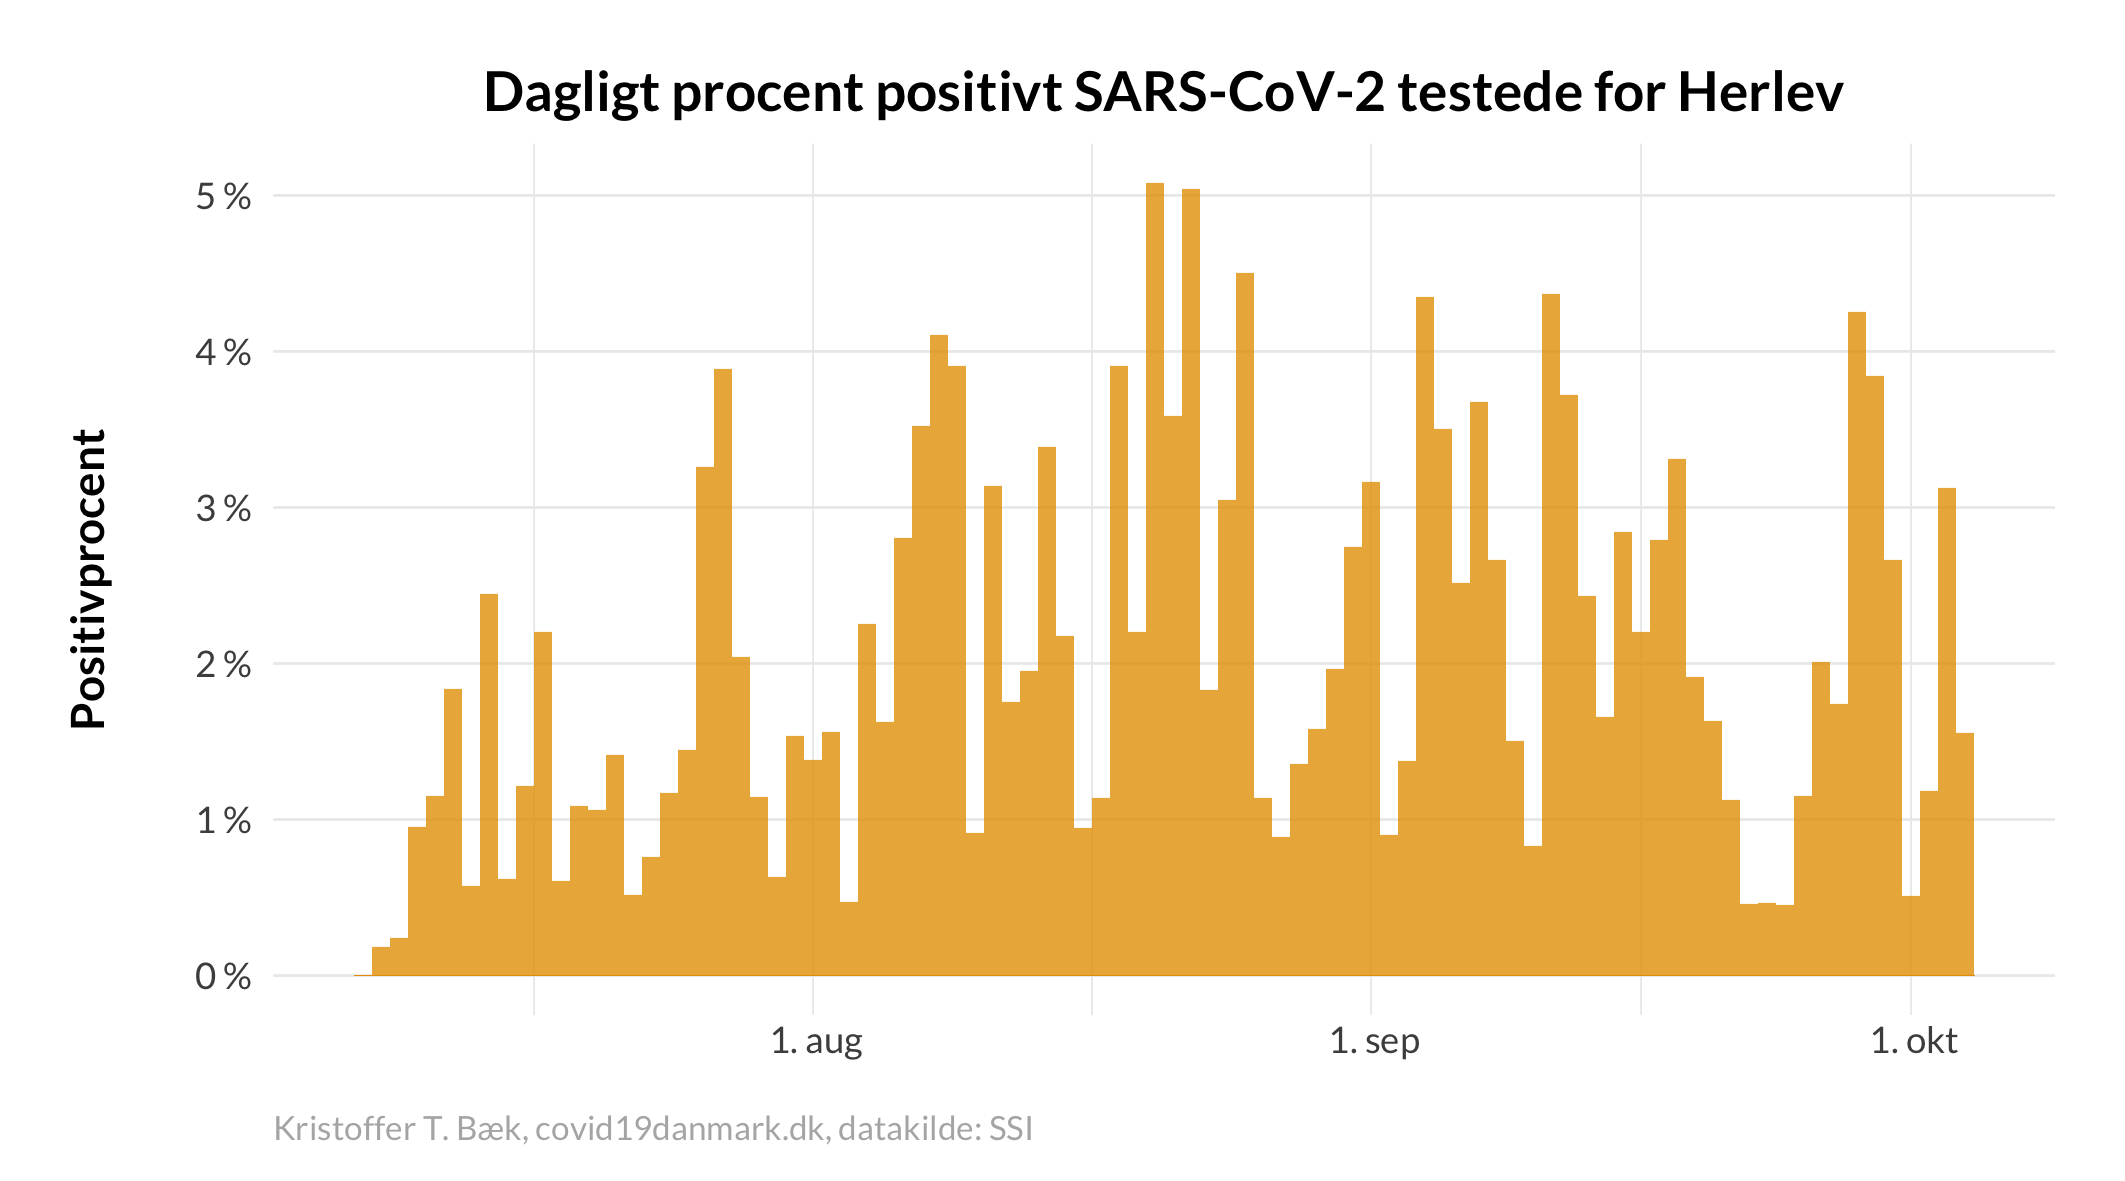 Dagligt procent positivt SARS-CoV-2 testede for Herlev
Positivprocent
5 %
4 %
3 %
2 %
1 %
0 %
1. aug
1. sep
1. okt
Kristoffer T. Bæk, covid19danmark.dk, datakilde: SSI